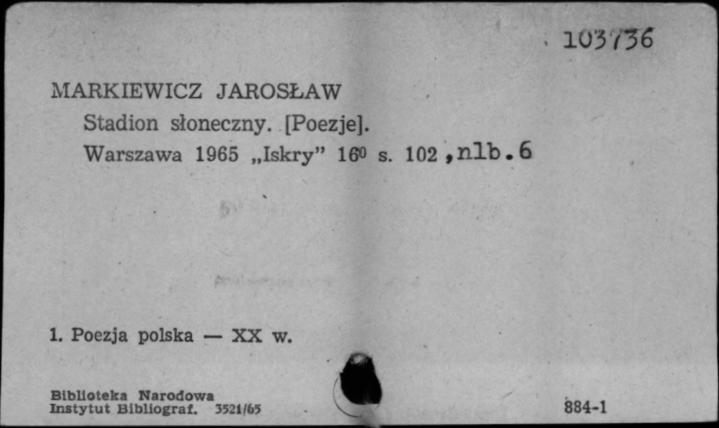 103736
MARKIEWICZ JAROSŁAW
Stadion słoneczny. [Poezje].
Warszawa 1965 „Iskry” 16⁰ s. 102, nlb. 6
1. Poezja polska — XX w.
Biblioteka Narodowa
Instytut Bibliograf. 3521/65
884-1